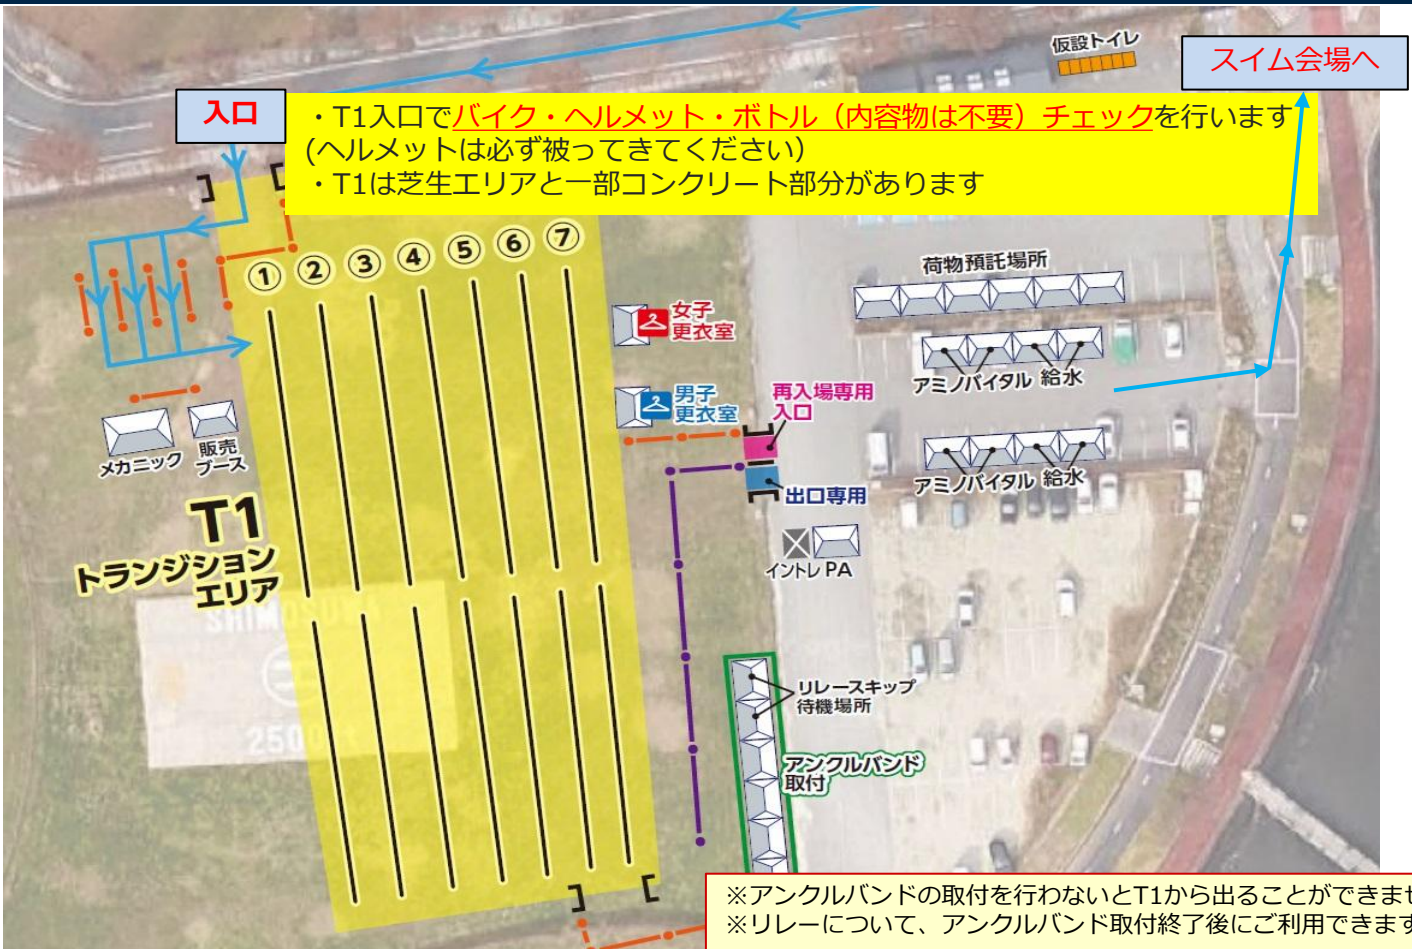 仮設トイレ
スイム会場へ
入口
・T1入口でバイク・ヘルメット・ボトル（内容物は不要）チェックを行います
(ヘルメットは必ず被ってきてください）
・T1は芝生エリアと一部コンクリート部分があります
① ② ③ ④ ⑤ ⑥ ⑦
荷物預託場所
女子
更衣室
アミノバイタル 給水
男子
更衣室
再入場専用
入口
メカニック
販売
ブース
アミノバイタル 給水
出口専用
T1
トランジション
エリア
イントレ PA
SHIM
250
リレースキップ
待機場所
アンクルバンド
取付
※アンクルバンドの取付を行わないとT1から出ることができませ
※リレーについて、アンクルバンド取付終了後にご利用できます